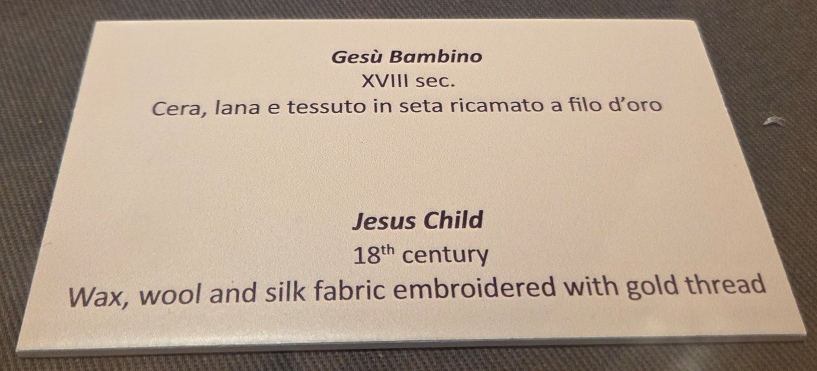 Gesù Bambino
XVIII sec.
Cera, lana e tessuto in seta ricamato a filo d'oro
Jesus Child
18th century
Wax, wool and silk fabric embroidered with gold thread